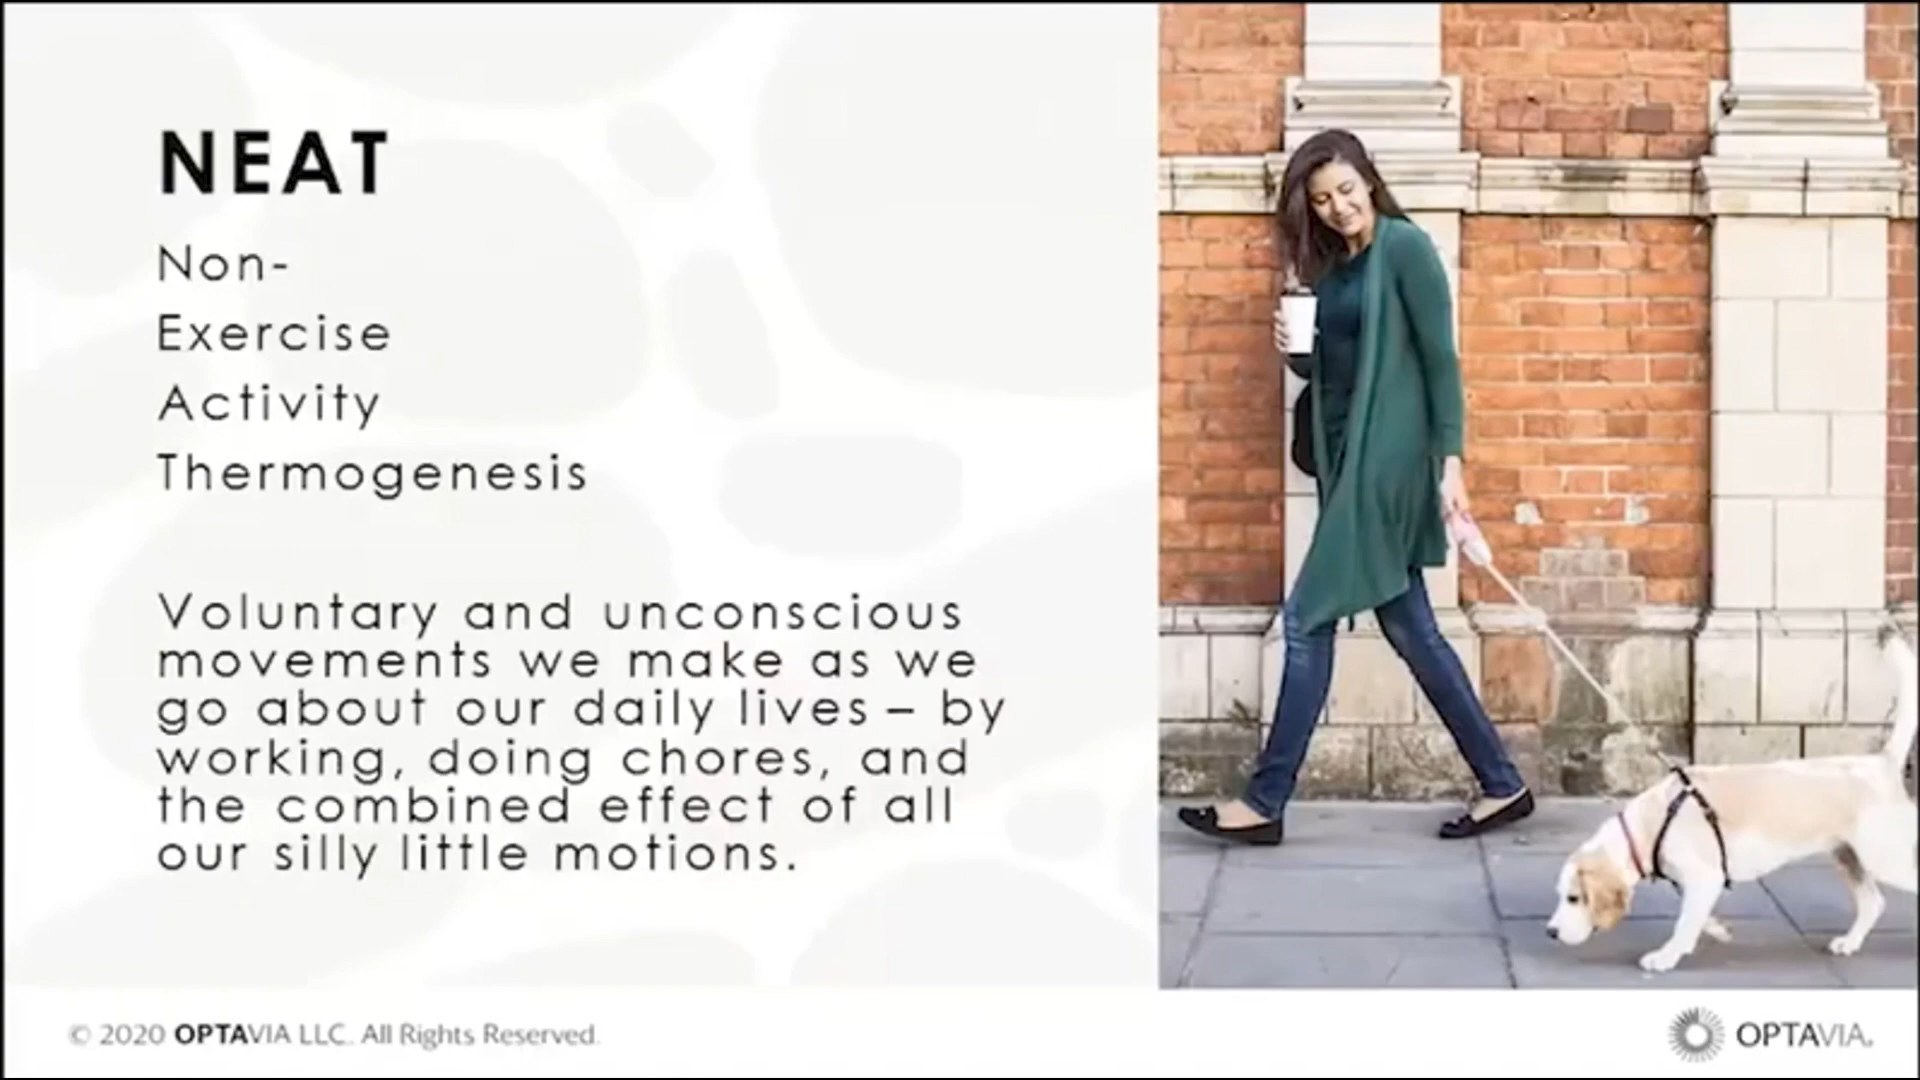 NEAT
Non-
Exercise
Activity
Thermogenesis
Voluntary and unconscious
movements we make as we
go about our daily lives – by
working, doing chores, and
the combined effect of all
our silly little motions.
© 2020 OPTAVIA LLC. All Rights Reserved.
OPTAVIA.